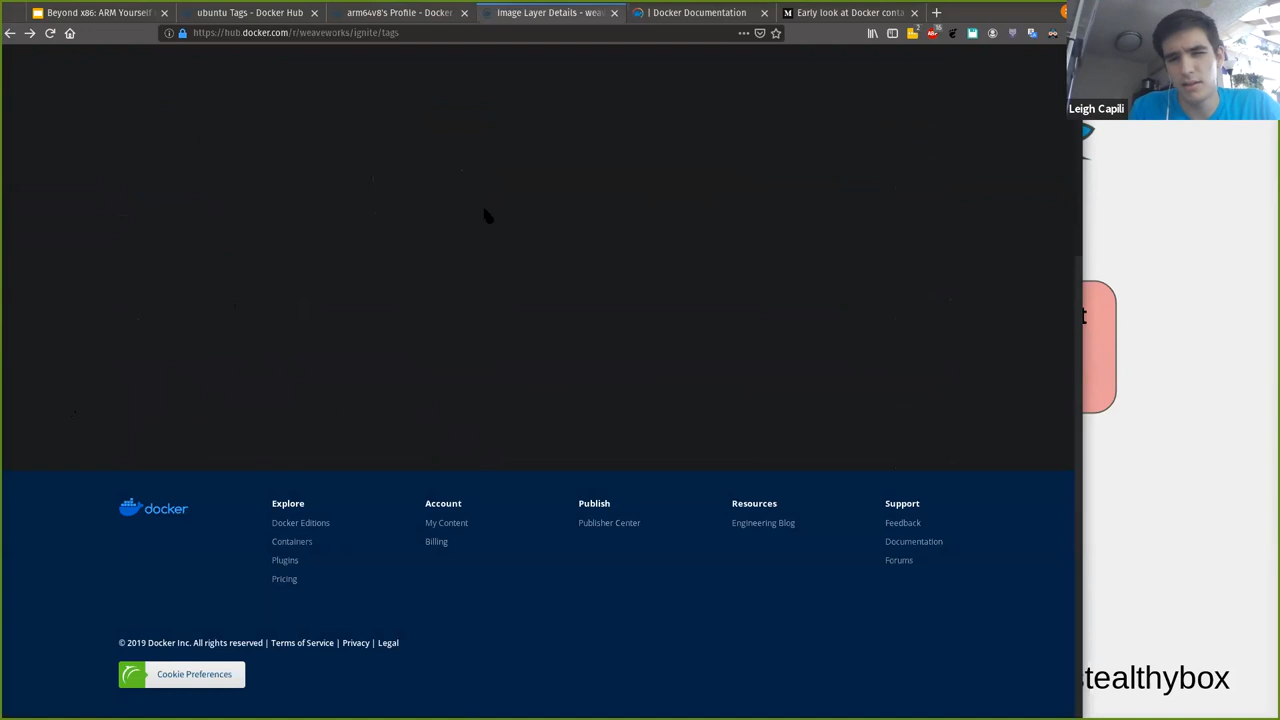 Beyond x86: ARM Yourself
ubuntu Tags - Docker Hub
arm64v8's Profile - Docker
Image Layer Details - wea
| Docker Documentation
Early look at Docker conta
https://hub.docker.com/r/weaveworks/ignite/tags
Leigh Capili
t
docker
Explore
Docker Editions
Containers
Plugins
Pricing
Account
My Content
Billing
Publish
Publisher Center
Resources
Engineering Blog
Support
Feedback
Documentation
Forums
© 2019 Docker Inc. All rights reserved | Terms of Service | Privacy | Legal
Cookie Preferences
stealthybox